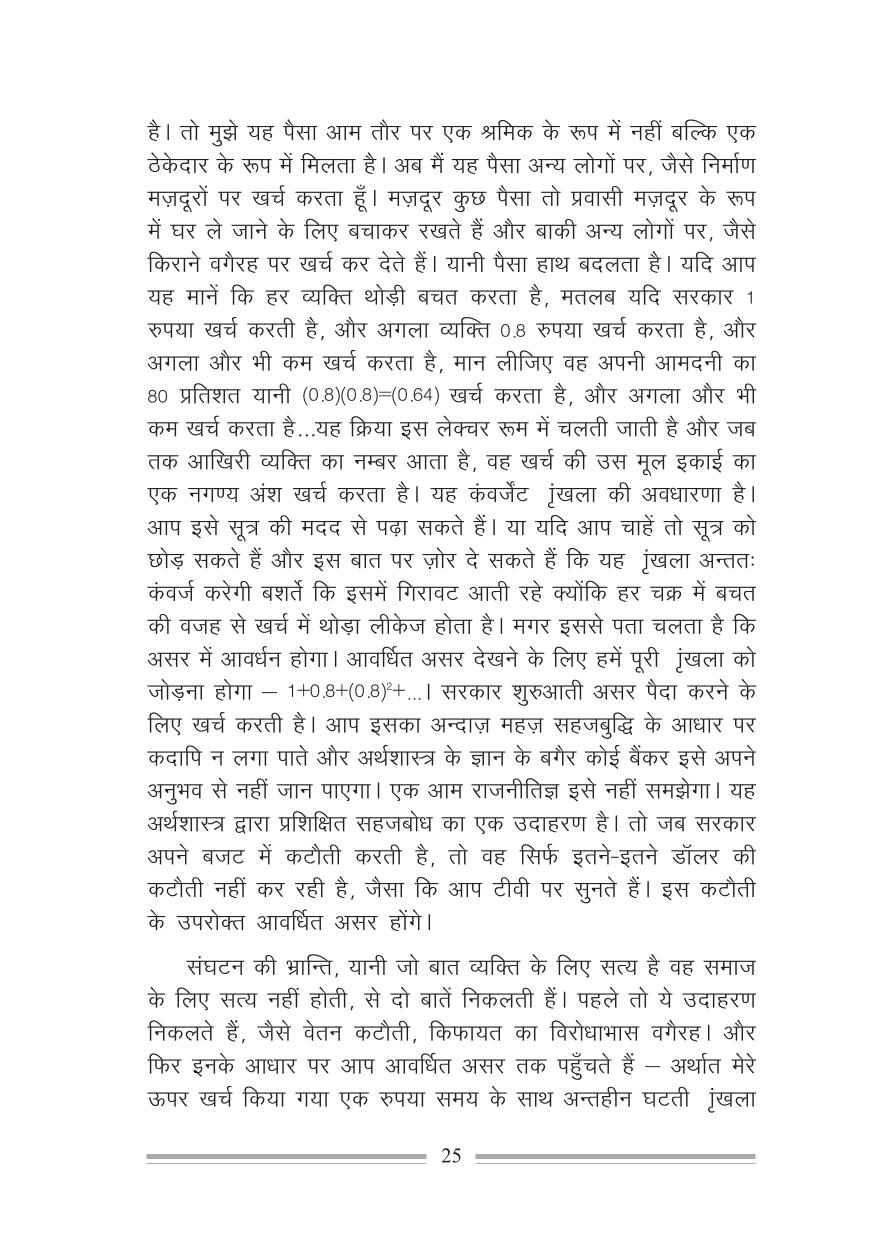 है। तो मुझे यह पैसा आम तौर पर एक श्रमिक के रूप में नहीं बल्कि एक
ठेकेदार के रूप में मिलता है। अब मैं यह पैसा अन्य लोगों पर, जैसे निर्माण
मज़दूरों पर खर्च करता हूँ। मज़दूर कुछ पैसा तो प्रवासी मज़दूर के रूप
में घर ले जाने के लिए बचाकर रखते हैं और बाकी अन्य लोगों पर, जैसे
किराने वगैरह पर खर्च कर देते हैं। यानी पैसा हाथ बदलता है। यदि आप
यह मानें कि हर व्यक्ति थोड़ी बचत करता है, मतलब यदि सरकार 1
रुपया खर्च करती है, और अगला व्यक्ति 0.8 रुपया खर्च करता है, और
अगला और भी कम खर्च करता है, मान लीजिए वह अपनी आमदनी का
80 प्रतिशत यानी (0.8)(0.8)=(0.64) खर्च करता है, और अगला और भी
कम खर्च करता है...यह क्रिया इस लेक्चर रूम में चलती जाती है और जब
तक आखिरी व्यक्ति का नम्बर आता है, वह खर्च की उस मूल इकाई का
एक नगण्य अंश खर्च करता है। यह कंवर्जेंट jृंखला की अवधारणा है।
आप इसे सूत्र की मदद से पढ़ा सकते हैं। या यदि आप चाहें तो सूत्र को
छोड़ सकते हैं और इस बात पर ज़ोर दे सकते हैं कि यह jृंखला अन्ततः
कंवर्ज करेगी बशर्ते कि इसमें गिरावट आती रहे क्योंकि हर चक्र में बचत
की वजह से खर्च में थोड़ा लीकेज होता है। मगर इससे पता चलता है कि
असर में आवर्धन होगा। आवर्धित असर देखने के लिए हमें पूरी jृंखला को
जोड़ना होगा – 1+0.8+(0.8)²+...। सरकार शुरुआती असर पैदा करने के
लिए खर्च करती है। आप इसका अन्दाज़ महज़ सहजबुद्धि के आधार पर
कदापि न लगा पाते और अर्थशास्त्र के ज्ञान के बगैर कोई बैंकर इसे अपने
अनुभव से नहीं जान पाएगा। एक आम राजनीतिज्ञ इसे नहीं समझेगा। यह
अर्थशास्त्र द्वारा प्रशिक्षित सहजबोध का एक उदाहरण है। तो जब सरकार
अपने बजट में कटौती करती है, तो वह सिर्फ इतने-इतने डॉलर की
कटौती नहीं कर रही है, जैसा कि आप टीवी पर सुनते हैं। इस कटौती
के उपरोक्त आवर्धित असर होंगे।
संघटन की भ्रान्ति, यानी जो बात व्यक्ति के लिए सत्य है वह समाज
के लिए सत्य नहीं होती, से दो बातें निकलती हैं। पहले तो ये उदाहरण
निकलते हैं, जैसे वेतन कटौती, किफायत का विरोधाभास वगैरह। और
फिर इनके आधार पर आप आवर्धित असर तक पहुँचते हैं – अर्थात मेरे
ऊपर खर्च किया गया एक रुपया समय के साथ अन्तहीन घटती jृंखला
25